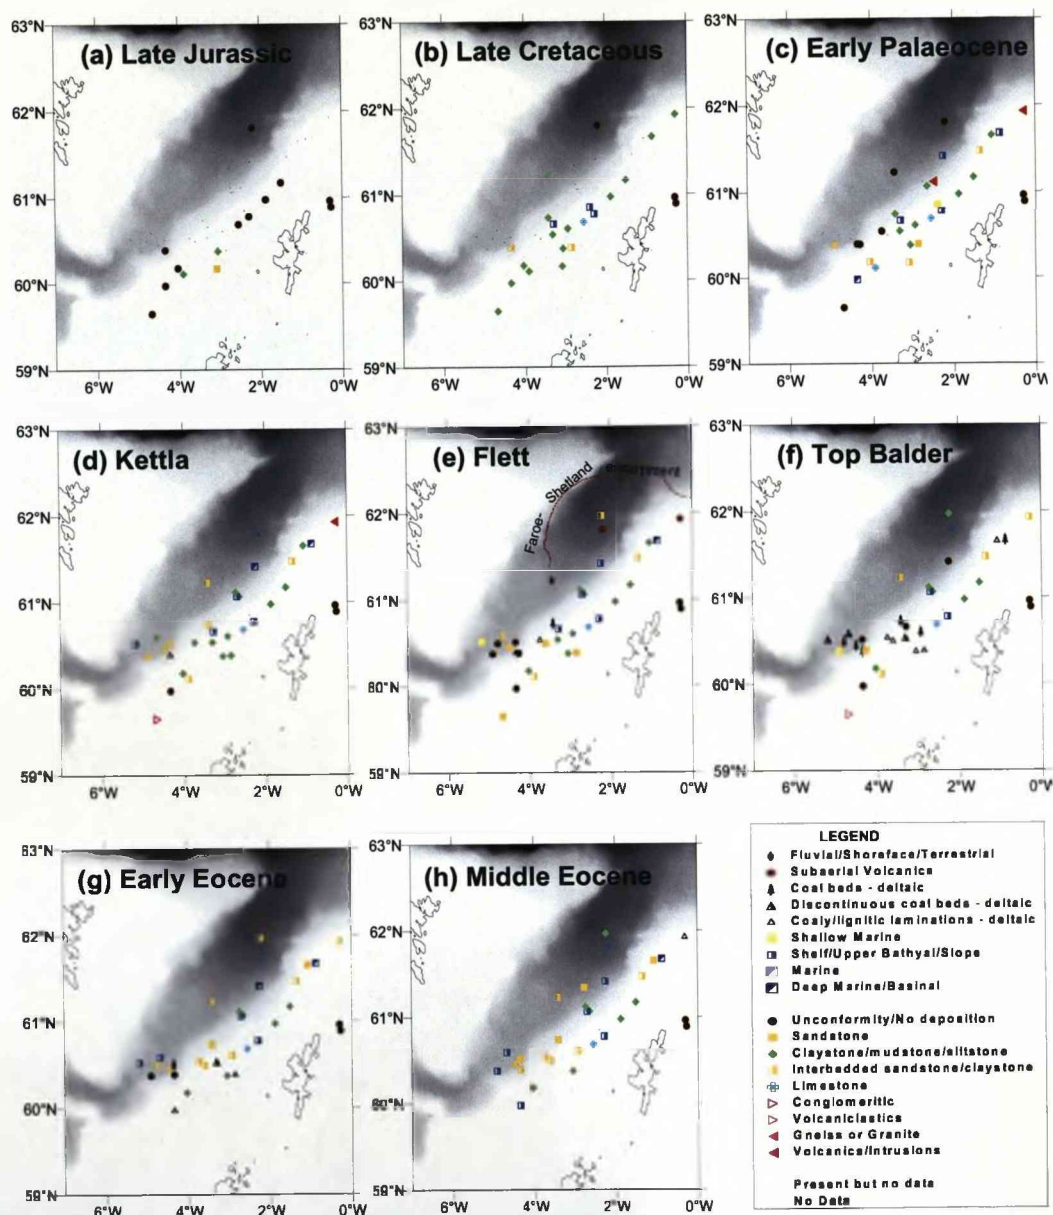 (a) Late Jurassic
63°N
62°N
61°N
60°N
59°N
6°W 4°W 2°W 0°W
(b) Late Cretaceous
63°N
62°N
61°N
60°N
59°N
6°W 4°W 2°W 0°W
(c) Early Palaeocene
63°N
62°N
61°N
60°N
59°N
6°W 4°W 2°W 0°W
(d) Kettla
63°N
62°N
61°N
60°N
59°N
6°W 4°W 2°W 0°W
(e) Flett
63°N
62°N
61°N
60°N
59°N
6°W 4°W 2°W 0°W
Faroe-
Shetland
(f) Top Balder
63°N
62°N
61°N
60°N
59°N
6°W 4°W 2°W 0°W
(g) Early Eocene
63°N
62°N
61°N
60°N
59°N
6°W 4°W 2°W 0°W
(h) Middle Eocene
63°N
62°N
61°N
60°N
59°N
6°W 4°W 2°W 0°W
LEGEND
Fluvial/Shoreface/Terrestrial
Subaerial Volcanics
Coal beds - deltaic
Discontinuous coal beds - deltaic
Coaly/lignitic laminations - deltaic
Shallow Marine
Shelf/Upper Bathyal/Slope
Marine
Deep Marine/Basinal
Unconformity/No deposition
Sandstone
Claystone/mudstone/siltstone
Interbedded sandstone/claystone
Limestone
Conglomeritic
Volcaniclastics
Gneiss or Granite
Volcanics/Intrusions
Present but no data
No Data